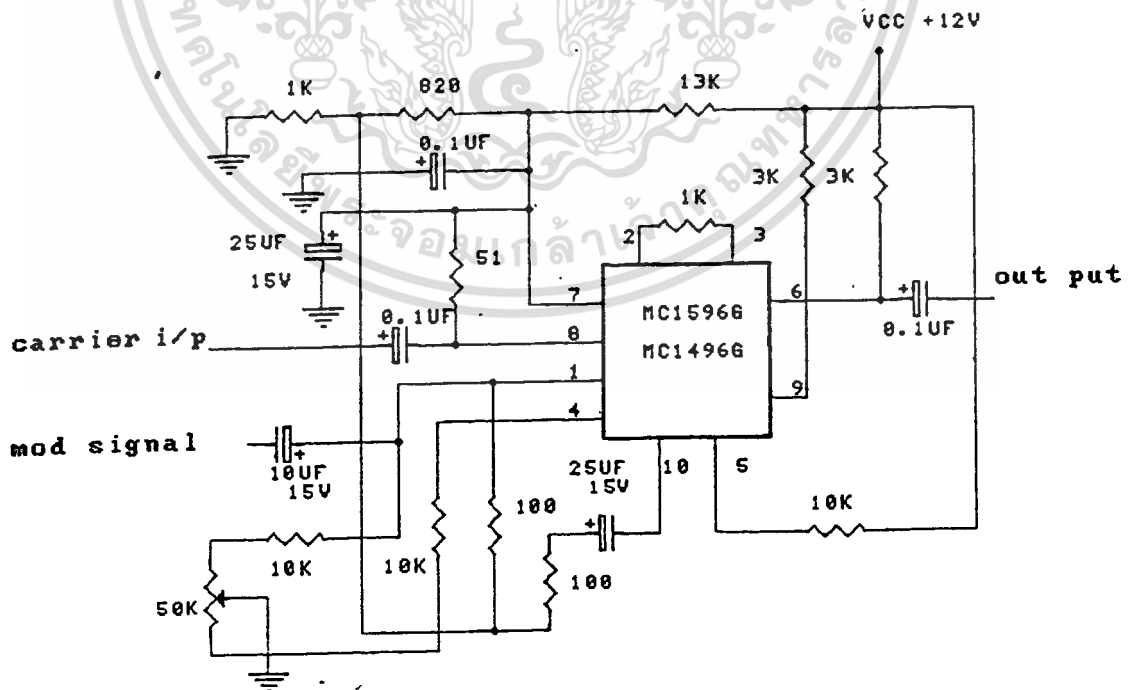 VCC +12V
1K
820
13K
0.1UF
3K
3K
1K
2
3
25UF
15V
51
7
6
out put
MC1596G
MC1496G
0.1UF
carrier i/p
0.1UF
8
1
9
4
mod signal
10UF
15V
25UF
15V
10
5
100
10K
10K
10K
100
50K